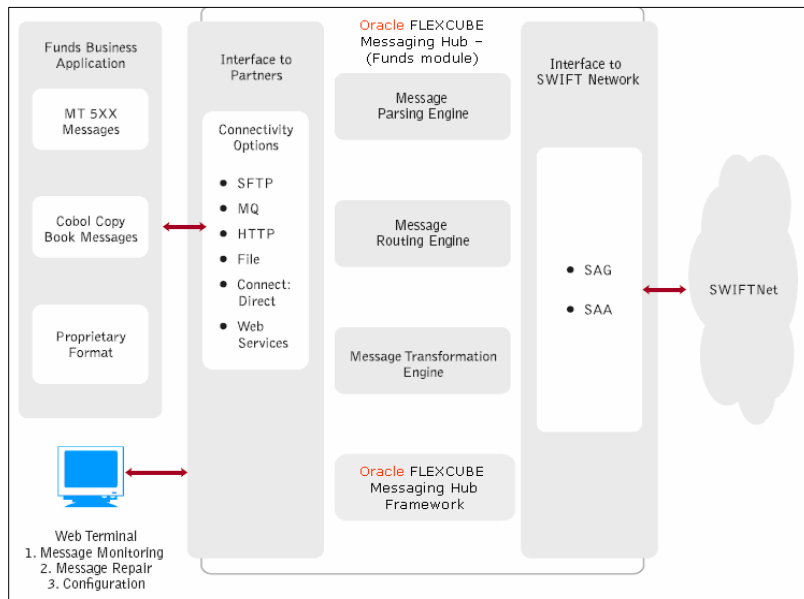 Funds Business
Application
MT 5XX
Messages
Cobol Copy
Book Messages
Proprietary
Format
Web Terminal
1. Message Monitoring
2. Message Repair
3. Configuration
Interface to
Partners
Connectivity
Options
• SFTP
• MQ
• HTTP
• File
• Connect:
Direct
• Web
Services
Oracle FLEXCUBE
Messaging Hub –
(Funds module)
Message
Parsing Engine
Message
Routing Engine
Message Transformation
Engine
Oracle FLEXCUBE
Messaging Hub
Framework
Interface to
SWIFT Network
• SAG
• SAA
SWIFTNet